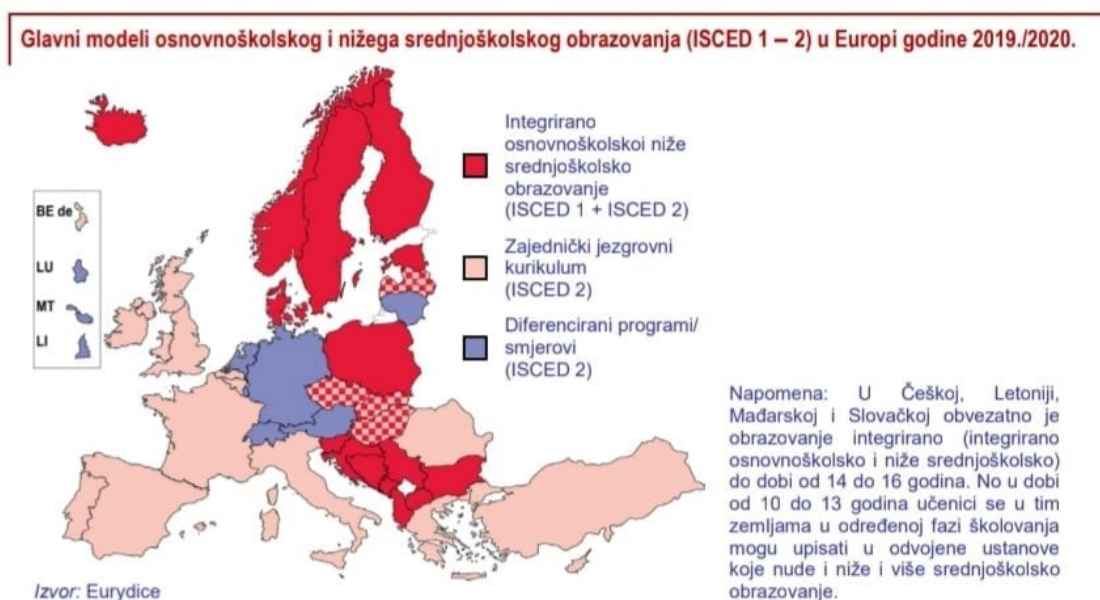 Glavni modeli osnovnoškolskog i nižega srednjoškolskog obrazovanja (ISCED 1 – 2) u Europi godine 2019./2020.
BE de
LU
MT
LI
Integrirano
osnovnoškolskoi niže
srednjoškolsko
obrazovanje
(ISCED 1 + ISCED 2)
Zajednički jezgrovni
kurikulum
(ISCED 2)
Diferencirani programi/
smjerovi
(ISCED 2)
Napomena: U Češkoj, Letoniji,
Mađarskoj i Slovačkoj obvezatno je
obrazovanje integrirano (integrirano
osnovnoškolsko i niže srednjoškolsko)
do dobi od 14 do 16 godina. No u dobi
od 10 do 13 godina učenici se u tim
zemljama u određenoj fazi školovanja
mogu upisati u odvojene ustanove
koje nude i niže i više srednjoškolsko
obrazovanje.
Izvor: Eurydice